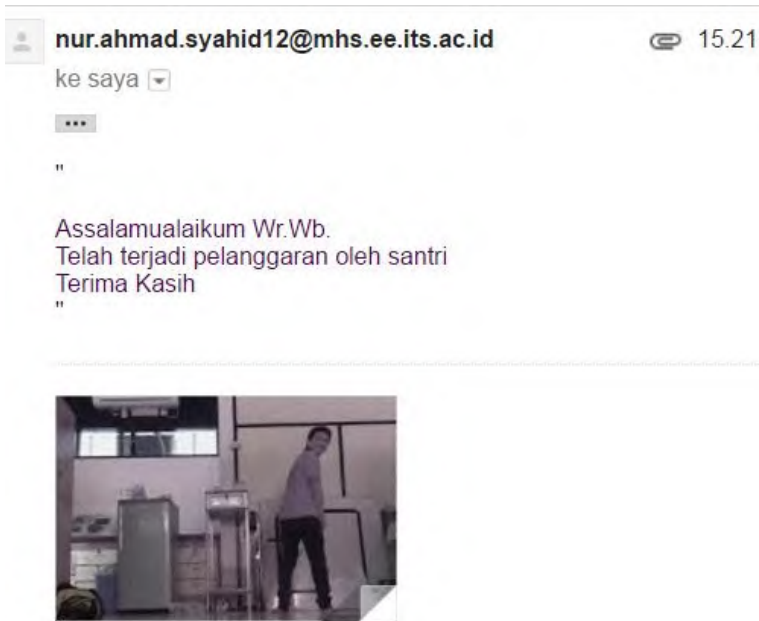 nur.ahmad.syahid12@mhs.ee.its.ac.id 15.21
ke saya
"
Assalamualaikum Wr.Wb.
Telah terjadi pelanggaran oleh santri
Terima Kasih
"